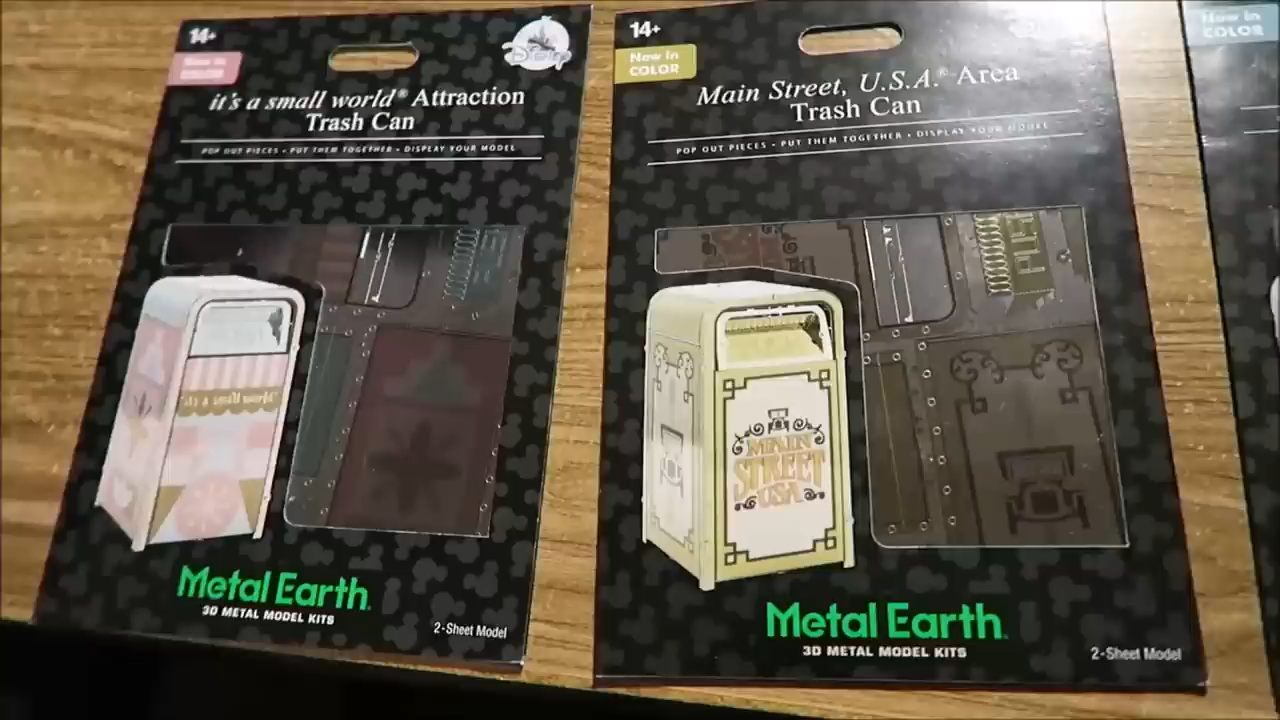 14+
Now In
COLOR
Disney
it's a small world® Attraction
Trash Can
POP OUT PIECES • PUT THEM TOGETHER • DISPLAY YOUR MODEL
"it's a small world"
Metal Earth
3D METAL MODEL KITS
2-Sheet Model
14+
Now In
COLOR
Main Street, U.S.A.® Area
Trash Can
POP OUT PIECES • PUT THEM TOGETHER • DISPLAY YOUR MODEL
MAIN
STREET
USA
Metal Earth
3D METAL MODEL KITS
2-Sheet Model
Now In
COLOR